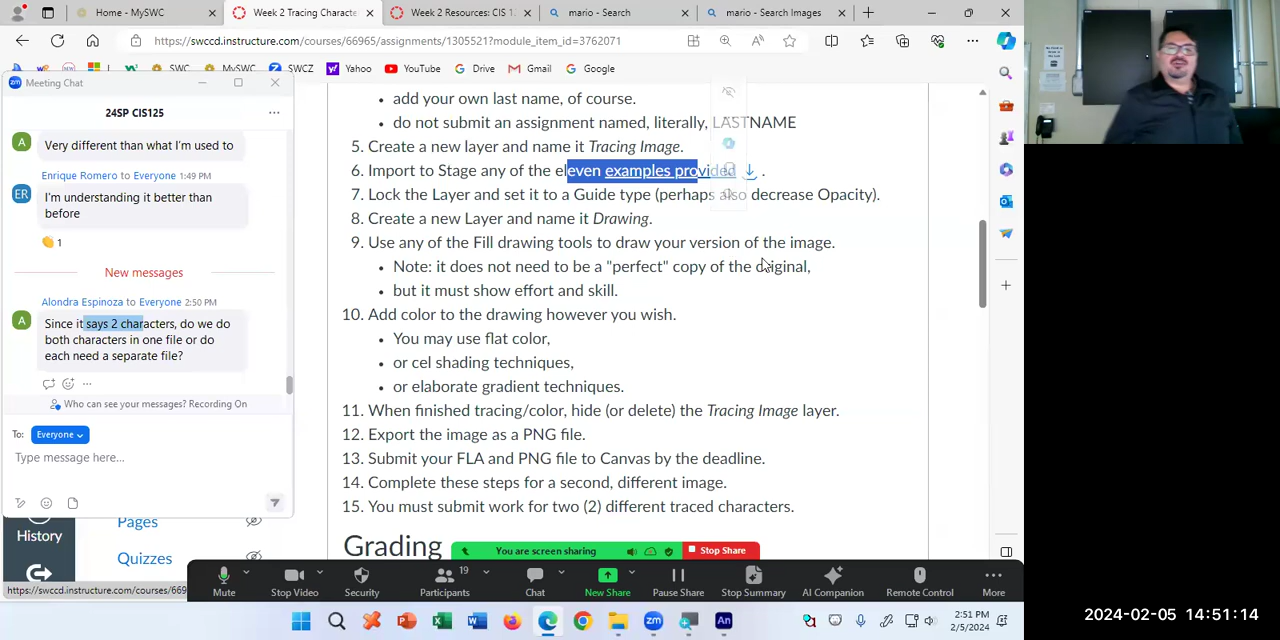 Home - MySWC
Week 2 Tracing Characte
Week 2 Resources: CIS 1
mario - Search
mario - Search Images
https://swccd.instructure.com/courses/66965/assignments/1305531?module_item_id=3762071
SWC
MySWC
SWCZ
Yahoo
YouTube
Drive
Gmail
Google
Meeting Chat
24SP CIS125
Very different than what I'm used to
Enrique Romero to Everyone 1:49 PM
I'm understanding it better than
before
1
New messages
Alondra Espinoza to Everyone 2:50 PM
Since it says 2 characters, do we do
both characters in one file or do
each need a separate file?
Who can see your messages? Recording On
To: Everyone
Type message here...
add your own last name, of course.
do not submit an assignment named, literally, LASTNAME
5. Create a new layer and name it Tracing Image.
6. Import to Stage any of the eleven examples provided .
7. Lock the Layer and set it to a Guide type (perhaps also decrease Opacity).
8. Create a new Layer and name it Drawing.
9. Use any of the Fill drawing tools to draw your version of the image.
Note: it does not need to be a "perfect" copy of the original,
but it must show effort and skill.
10. Add color to the drawing however you wish.
You may use flat color,
or cel shading techniques,
or elaborate gradient techniques.
11. When finished tracing/color, hide (or delete) the Tracing Image layer.
12. Export the image as a PNG file.
13. Submit your FLA and PNG file to Canvas by the deadline.
14. Complete these steps for a second, different image.
15. You must submit work for two (2) different traced characters.
Grading
Pages
History
Quizzes
You are screen sharing
Stop Share
https://swccd.instructure.com/courses/669
Mute
Stop Video
Security
19
Participants
Chat
New Share
Pause Share
Stop Summary
AI Companion
Remote Control
More
2:51 PM
2/5/2024
2024-02-05 14:51:14